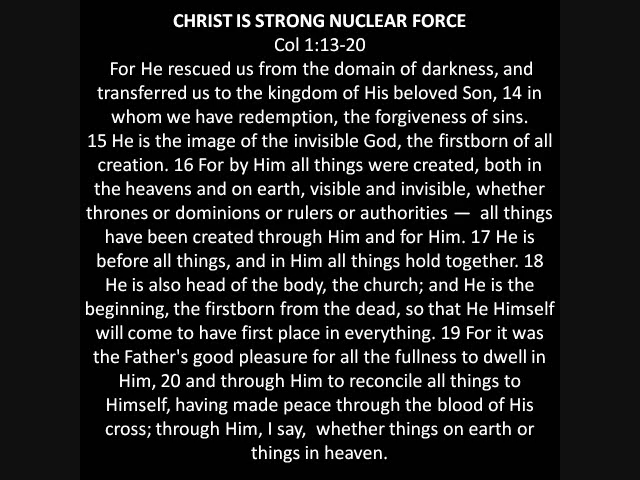 CHRIST IS STRONG NUCLEAR FORCE
Col 1:13-20
For He rescued us from the domain of darkness, and
transferred us to the kingdom of His beloved Son, 14 in
whom we have redemption, the forgiveness of sins.
15 He is the image of the invisible God, the firstborn of all
creation. 16 For by Him all things were created, both in
the heavens and on earth, visible and invisible, whether
thrones or dominions or rulers or authorities —  all things
have been created through Him and for Him. 17 He is
before all things, and in Him all things hold together. 18
He is also head of the body, the church; and He is the
beginning, the firstborn from the dead, so that He Himself
will come to have first place in everything. 19 For it was
the Father's good pleasure for all the fullness to dwell in
Him, 20 and through Him to reconcile all things to
Himself, having made peace through the blood of His
cross; through Him, I say,  whether things on earth or
things in heaven.